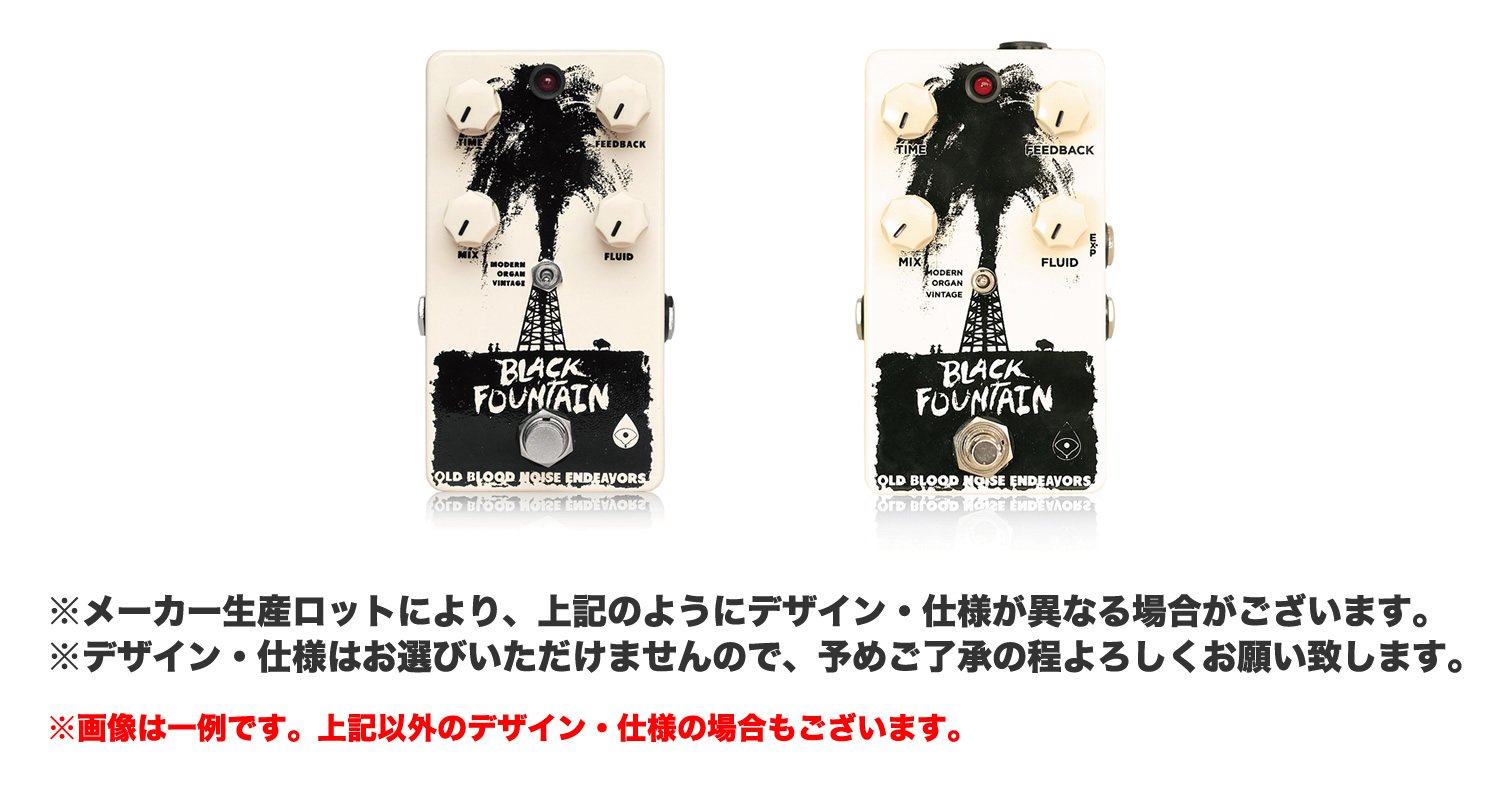 TIME
FEEDBACK
MIX
FLUID
MODERN
ORGAN
VINTAGE
BLACK
FOUNTAIN
OLD BLOOD NOISE ENDEAVORS
TIME
FEEDBACK
MIX
FLUID
EXP
MODERN
ORGAN
VINTAGE
BLACK
FOUNTAIN
OLD BLOOD NOISE ENDEAVORS
※メーカー生産ロットにより、上記のようにデザイン・仕様が異なる場合がございます。
※デザイン・仕様はお選びいただけませんので、予めご了承の程よろしくお願い致します。
※画像は一例です。上記以外のデザイン・仕様の場合もございます。